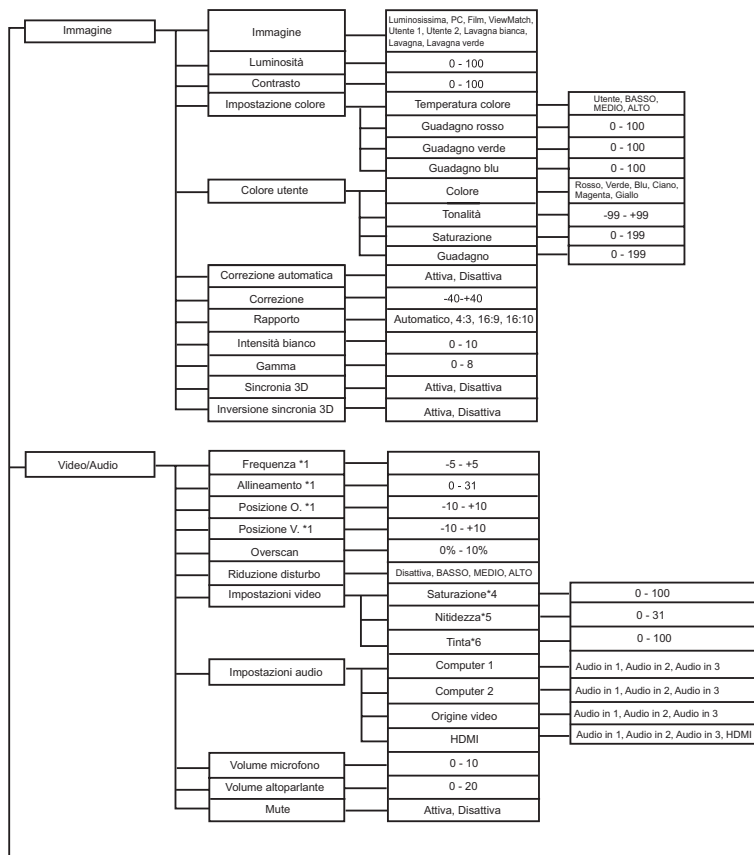 Immagine
Immagine
Luminosissima, PC, Film, ViewMatch,
Utente 1, Utente 2, Lavagna bianca,
Lavagna, Lavagna verde
Luminosità
0 - 100
Contrasto
0 - 100
Impostazione colore
Temperatura colore
Utente, BASSO,
MEDIO, ALTO
Guadagno rosso
0 - 100
Guadagno verde
0 - 100
Guadagno blu
0 - 100
Colore utente
Colore
Rosso, Verde, Blu, Ciano,
Magenta, Giallo
Tonalità
-99 - +99
Saturazione
0 - 199
Guadagno
0 - 199
Correzione automatica
Attiva, Disattiva
Correzione
-40-+40
Rapporto
Automatico, 4:3, 16:9, 16:10
Intensità bianco
0 - 10
Gamma
0 - 8
Sincronia 3D
Attiva, Disattiva
Inversione sincronia 3D
Attiva, Disattiva
Video/Audio
Frequenza *1
-5 - +5
Allineamento *1
0 - 31
Posizione O. *1
-10 - +10
Posizione V. *1
-10 - +10
Overscan
0% - 10%
Riduzione disturbo
Disattiva, BASSO, MEDIO, ALTO
Impostazioni video
Saturazione*4
0 - 100
Nitidezza*5
0 - 31
Tinta*6
0 - 100
Impostazioni audio
Computer 1
Audio in 1, Audio in 2, Audio in 3
Computer 2
Audio in 1, Audio in 2, Audio in 3
Origine video
Audio in 1, Audio in 2, Audio in 3
HDMI
Audio in 1, Audio in 2, Audio in 3, HDMI
Volume microfono
0 - 10
Volume altoparlante
0 - 20
Mute
Attiva, Disattiva